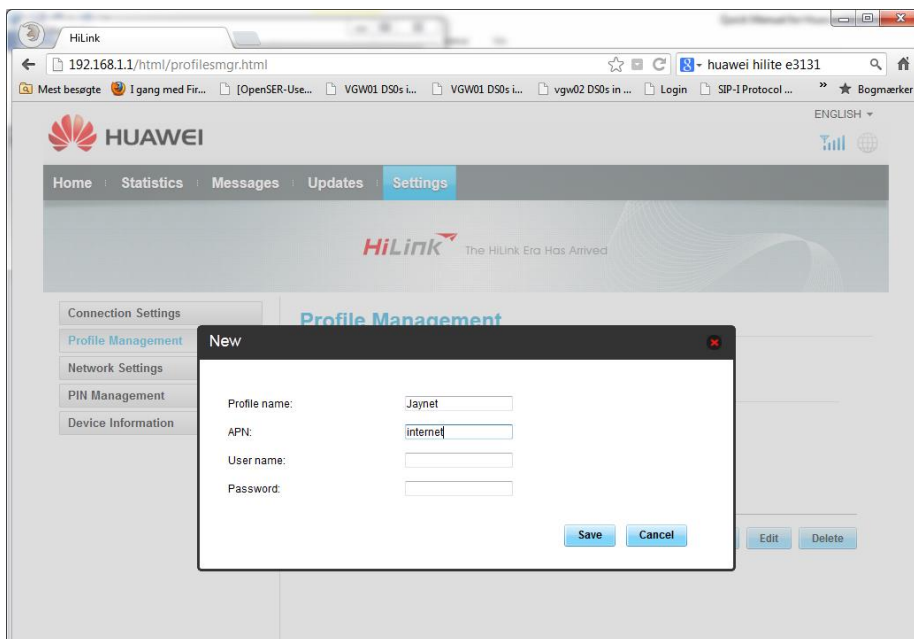 HiLink
192.168.1.1/html/profilesmgr.html
huawei hilite e3131
Mest besøgte
I gang med Fir...
[OpenSER-Use...
VGW01 DS0s i...
VGW01 DS0s i...
vgw02 DS0s in ...
Login
SIP-I Protocol ...
»
Bogmærker
ENGLISH
HUAWEI
Home
Statistics
Messages
Updates
Settings
HiLink The HiLink Era Has Arrived
Connection Settings
Profile Management
Profile Management
Network Settings
PIN Management
Device Information
New
Profile name: Jaynet
APN: internet
User name:
Password:
Save
Cancel
Edit
Delete